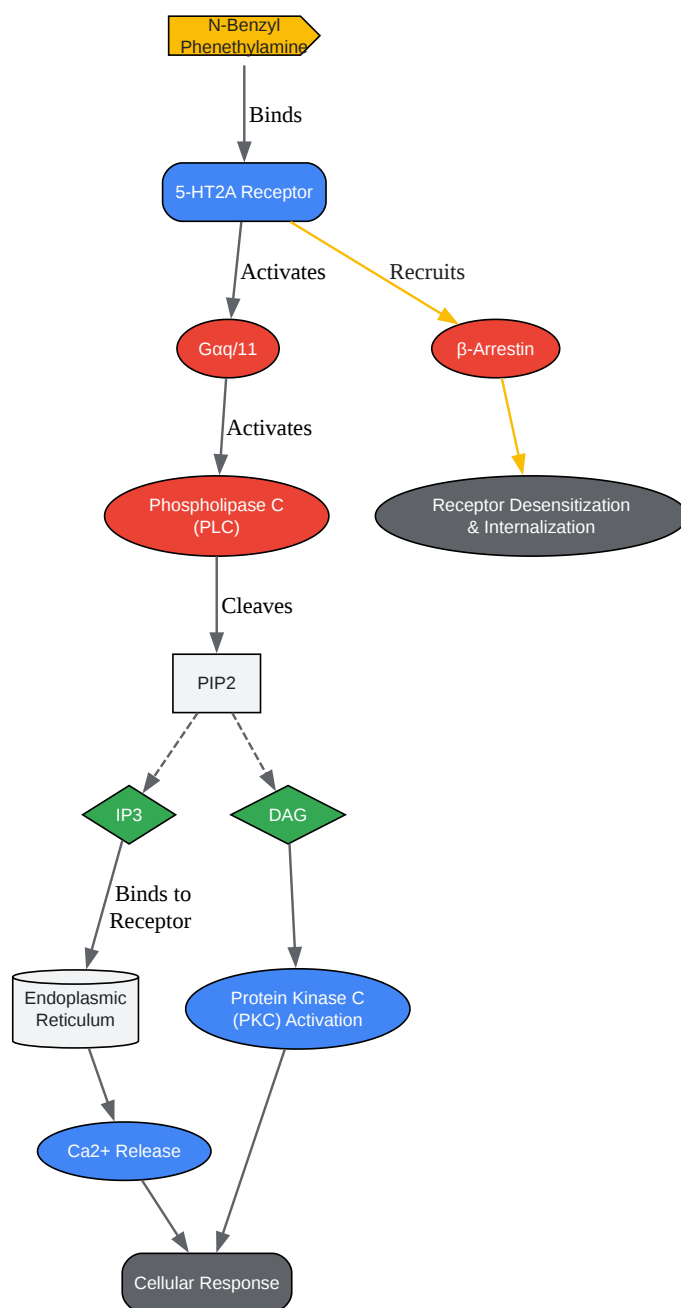 N-Benzyl
Phenethylamine
Binds
5-HT2A Receptor
Activates
Recruits
Gαq/11
β-Arrestin
Activates
Phospholipase C
(PLC)
Receptor Desensitization
& Internalization
Cleaves
PIP2
IP3
DAG
Binds to
Receptor
Endoplasmic
Reticulum
Protein Kinase C
(PKC) Activation
Ca2+ Release
Cellular Response